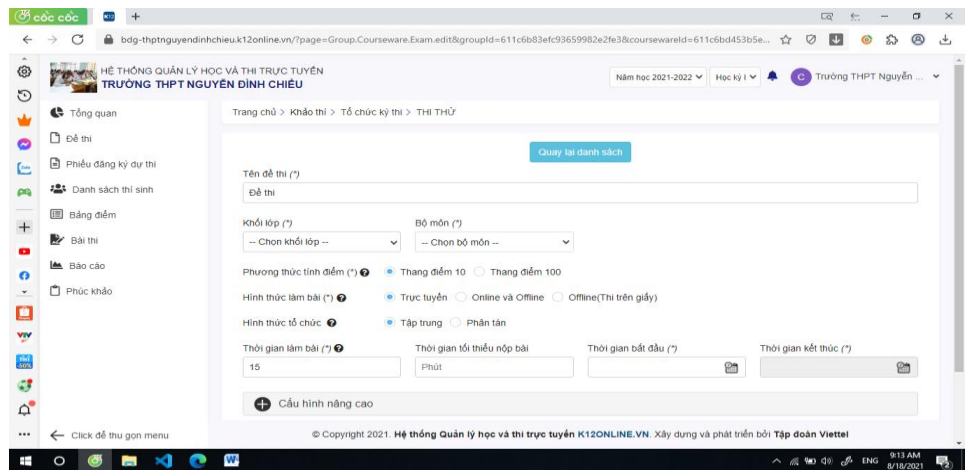 cốc cốc
K12
bdg-thptnguyendinhchieu.k12online.vn/?page=Group.Courseware.Exam.edit&groupId=611c6b83efc93659982e2fe3&coursewareId=611c6bd453b5e...
HỆ THỐNG QUẢN LÝ HỌC VÀ THI TRỰC TUYẾN
TRƯỜNG THPT NGUYỄN ĐÌNH CHIỂU
Năm học 2021-2022
Học kỳ I
C
Trường THPT Nguyễn ...
Tổng quan
Đề thi
Phiếu đăng ký dự thi
Danh sách thí sinh
Bảng điểm
Bài thi
Báo cáo
Phúc khảo
Click để thu gọn menu
Trang chủ > Khảo thí > Tổ chức kỳ thi > THI THỬ
Quay lại danh sách
Tên đề thi (*)
Đề thi
Khối lớp (*) Bộ môn (*)
-- Chọn khối lớp -- -- Chọn bộ môn --
Phương thức tính điểm (*) Thang điểm 10 Thang điểm 100
Hình thức làm bài (*) Trực tuyến Online và Offline Offline(Thi trên giấy)
Hình thức tổ chức Tập trung Phân tán
Thời gian làm bài (*) Thời gian tối thiểu nộp bài Thời gian bắt đầu (*) Thời gian kết thúc (*)
15 Phút
Cấu hình nâng cao
© Copyright 2021. Hệ thống Quản lý học và thi trực tuyến K12ONLINE.VN. Xây dựng và phát triển bởi Tập đoàn Viettel
ENG
9:13 AM
8/18/2021